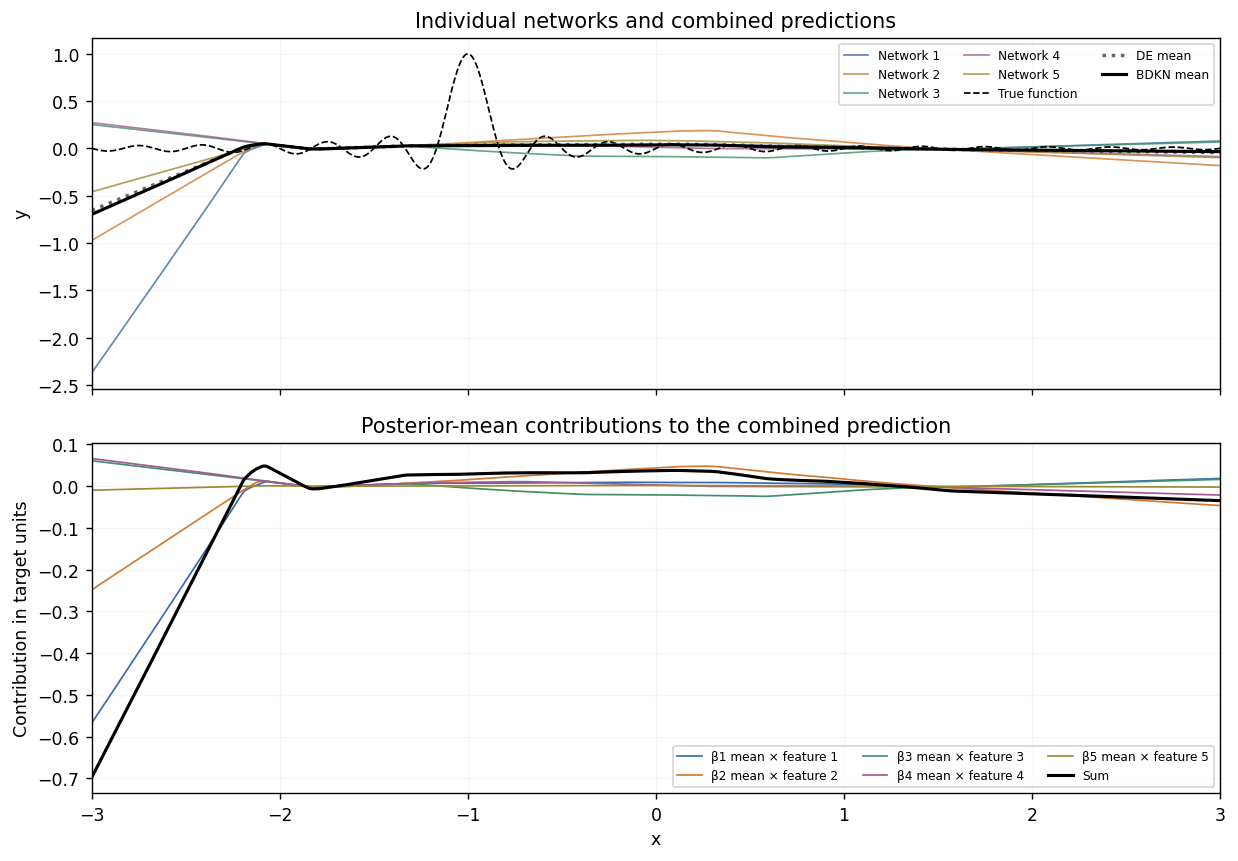 Individual networks and combined predictions
1.0
0.5
0.0
−0.5
−1.0
−1.5
−2.0
−2.5
y
Network 1
Network 2
Network 3
Network 4
Network 5
True function
DE mean
BDKN mean
Posterior-mean contributions to the combined prediction
0.1
0.0
−0.1
−0.2
−0.3
−0.4
−0.5
−0.6
−0.7
Contribution in target units
β1 mean × feature 1
β2 mean × feature 2
β3 mean × feature 3
β4 mean × feature 4
β5 mean × feature 5
Sum
−3 −2 −1 0 1 2 3
x